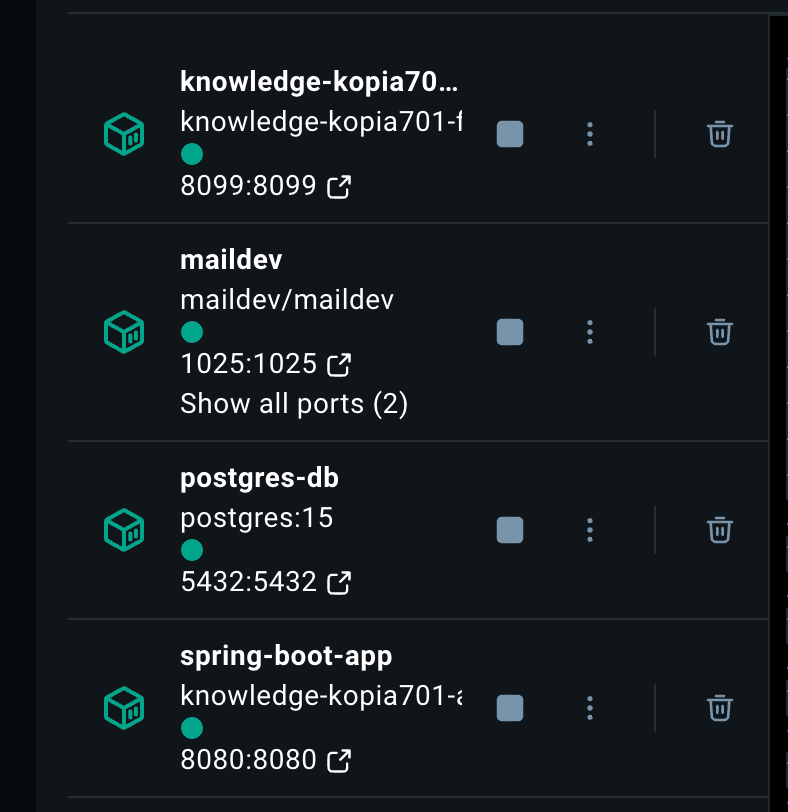 knowledge-kopia70…
knowledge-kopia701-f
8099:8099
maildev
maildev/maildev
1025:1025
Show all ports (2)
postgres-db
postgres:15
5432:5432
spring-boot-app
knowledge-kopia701-a
8080:8080